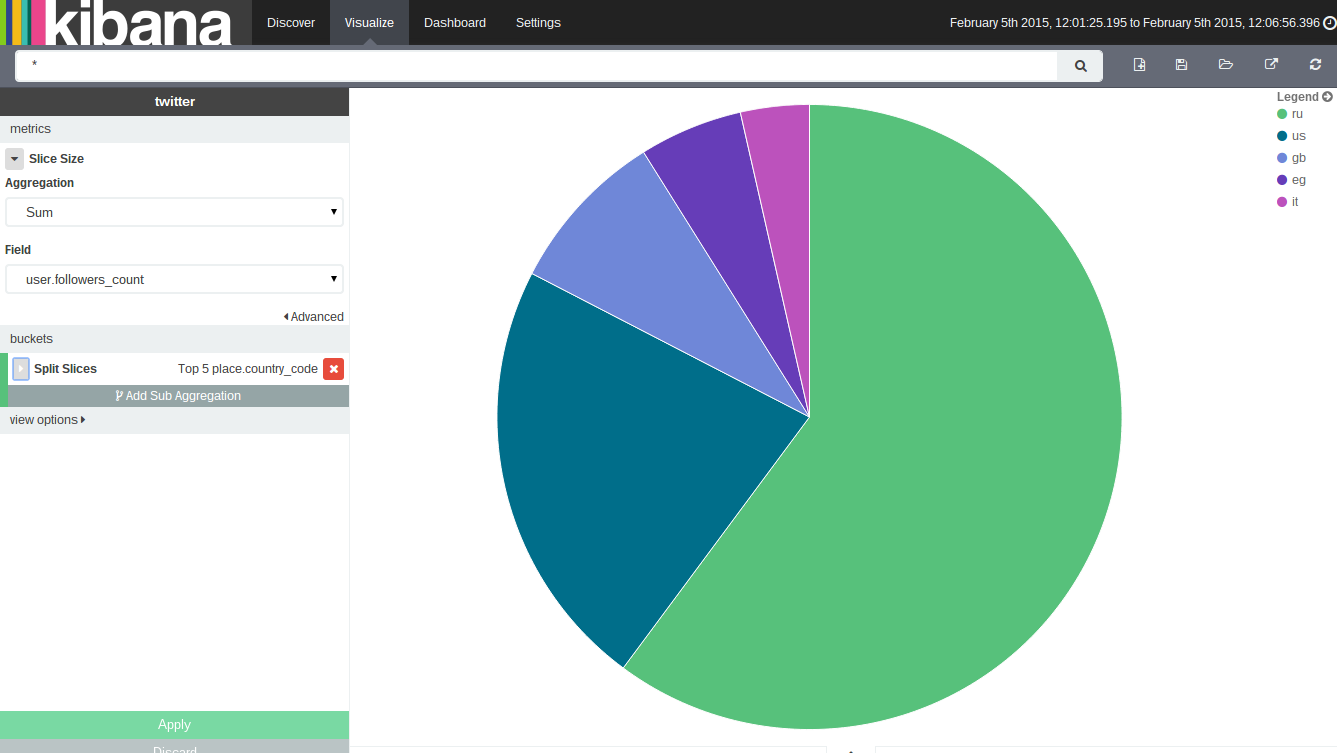 kibana
Discover
Visualize
Dashboard
Settings
February 5th 2015, 12:01:25.195 to February 5th 2015, 12:06:56.396
*
twitter
metrics
Slice Size
Aggregation
Sum
Field
user.followers_count
Advanced
buckets
Split Slices Top 5 place.country_code
Add Sub Aggregation
view options
Apply
Discard
Legend
ru
us
gb
eg
it